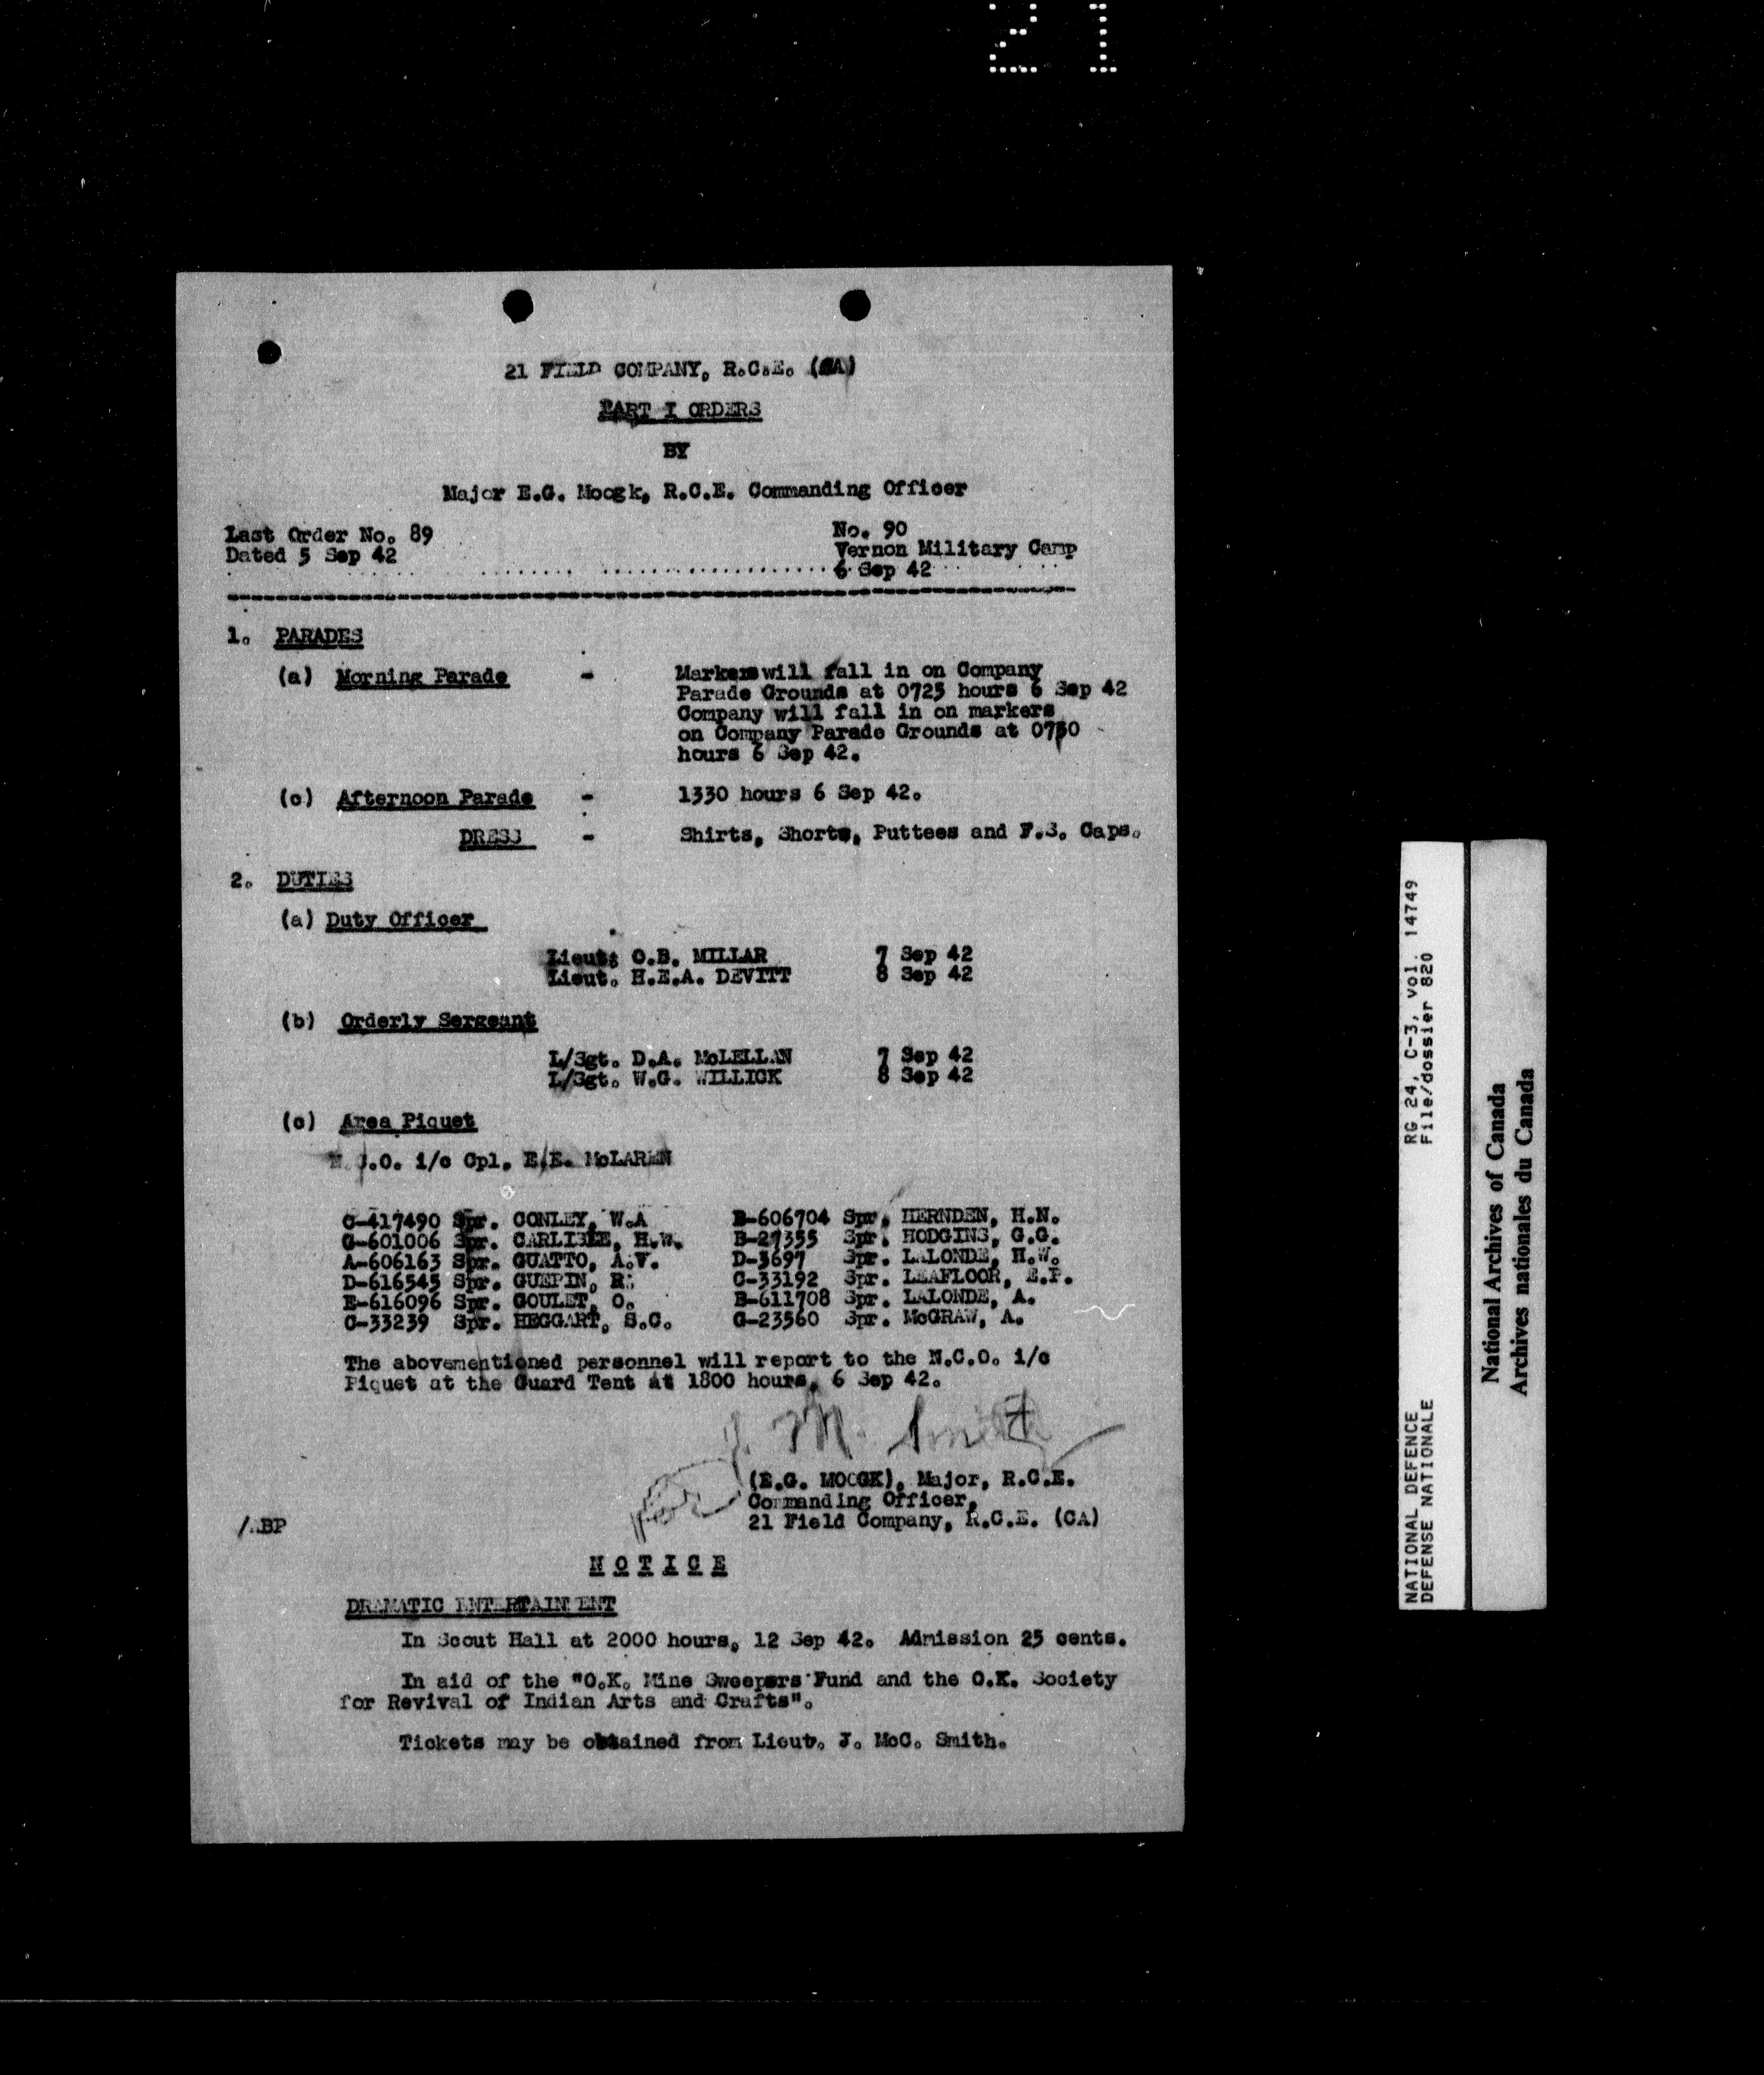 21
21 FIELD COMPANY, R.C.E. (CA)
PART I ORDERS
BY
Major E.G. Moogk, R.C.E. Commanding Officer
Last Order No. 89
Dated 5 Sep 42
No. 90
Vernon Military Camp
6 Sep 42
1. PARADES
(a) Morning Parade - Markers will fall in on Company
Parade Grounds at 0725 hours 6 Sep 42
Company will fall in on markers
on Company Parade Grounds at 0730
hours 6 Sep 42.
(c) Afternoon Parade - 1330 hours 6 Sep 42.
DRESS - Shirts, Shorts, Puttees and F.S. Caps.
2. DUTIES
(a) Duty Officer
Lieut. O.B. MILLAR 7 Sep 42
Lieut. H.E.A. DEVITT 8 Sep 42
(b) Orderly Sergeant
L/Sgt. D.A. McLELLAN 7 Sep 42
L/Sgt. W.G. WILLICK 8 Sep 42
(c) Area Piquet
N.C.O. i/c Cpl. E.E. McLAREN
C-417490 Spr. CONLEY, W.A B-606704 Spr. HERNDEN, H.N.
G-601006 Spr. CARLISLE, H.W. B-27355 Spr. HODGINS, G.G.
A-606163 Spr. GUATTO, A.V. D-3697 Spr. LALONDE, H.W.
D-616545 Spr. GUEPIN, R. C-33192 Spr. LEAFLOOR, E.P.
E-616096 Spr. GOULET, O. B-611708 Spr. LALONDE, A.
C-33239 Spr. HEGGART, S.C. G-23560 Spr. McGRAW, A.
The abovementioned personnel will report to the N.C.O. i/c
Piquet at the Guard Tent at 1800 hours, 6 Sep 42.
J. M. Smith
for
(E.G. MOOGK), Major, R.C.E.
Commanding Officer,
21 Field Company, R.C.E. (CA)
NOTICE
DRAMATIC ENTERTAINMENT
In Scout Hall at 2000 hours, 12 Sep 42. Admission 25 cents.
In aid of the "O.K. Mine Sweepers Fund and the O.K. Society
for Revival of Indian Arts and Crafts".
Tickets may be obtained from Lieut. J. McC. Smith.
NATIONAL DEFENCE RG 24, C-3, vol. 14749
DEFENSE NATIONALE File/dossier 820
National Archives of Canada
Archives nationales du Canada